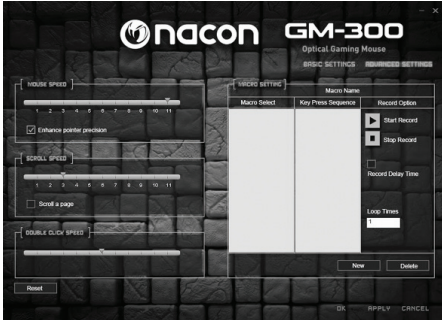 nacon GM-300
Optical Gaming Mouse
BASIC SETTINGS ADVANCED SETTINGS
MOUSE SPEED
1 2 3 4 5 6 7 8 9 10 11
Enhance pointer precision
SCROLL SPEED
1 2 3 4 5 6 7 8 9 10 11
Scroll a page
DOUBLE CLICK SPEED
Reset
MACRO SETTING
Macro Name
Macro Select Key Press Sequence Record Option
Start Record
Stop Record
Record Delay Time
Loop Times
1
New Delete
OK APPLY CANCEL